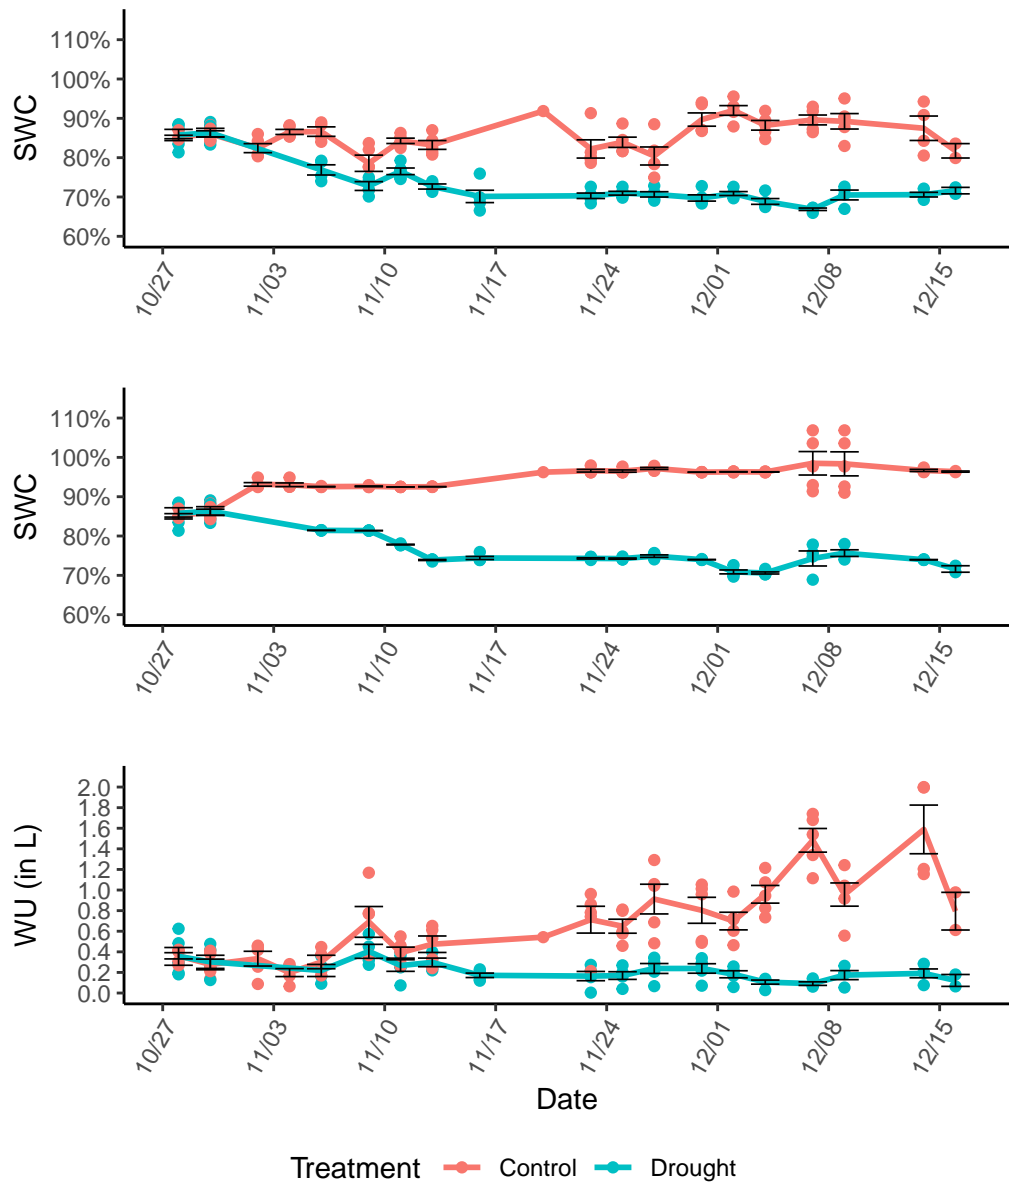 110%
100%
90%
80%
70%
60%
SWC
10/27 11/03 11/10 11/17 11/24 12/01 12/08 12/15
110%
100%
90%
80%
70%
60%
SWC
10/27 11/03 11/10 11/17 11/24 12/01 12/08 12/15
2.0
1.8
1.6
1.4
1.2
1.0
0.8
0.6
0.4
0.2
0.0
WU (in L)
10/27 11/03 11/10 11/17 11/24 12/01 12/08 12/15
Date
Treatment Control Drought